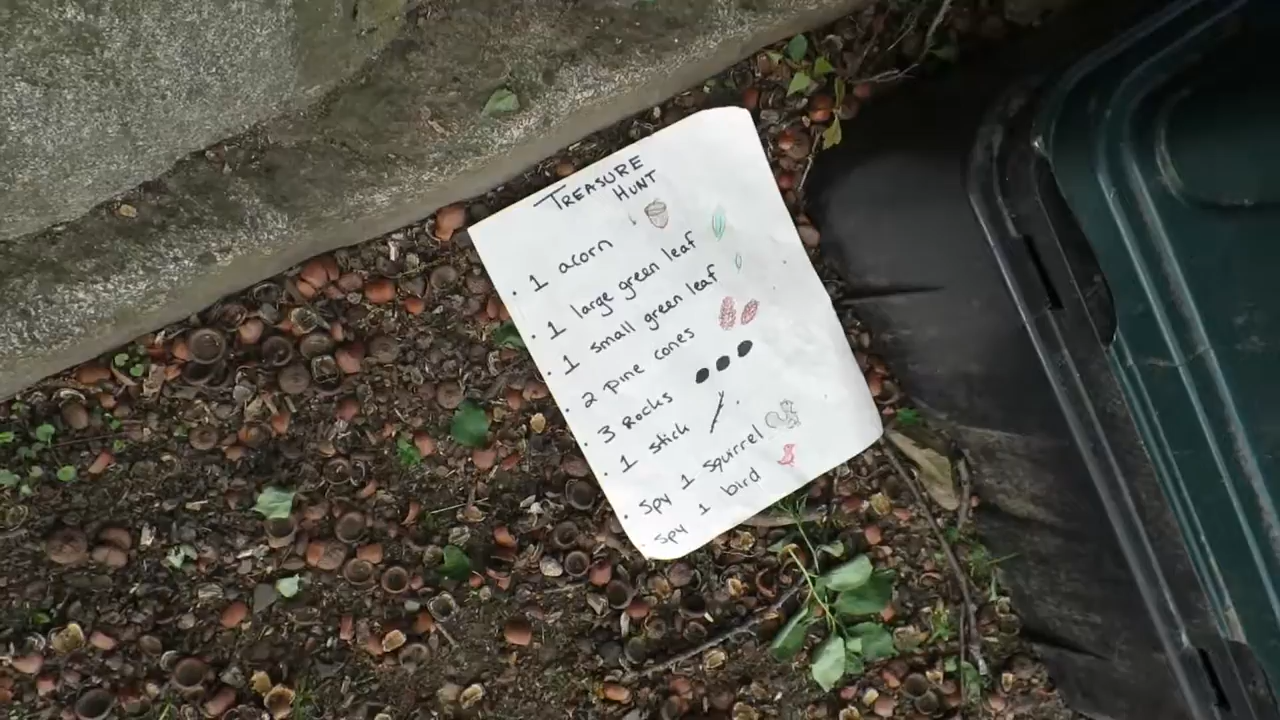 TREASURE
HUNT
· 1 acorn
· 1 large green leaf
· 1 small green leaf
· 2 pine cones
· 3 Rocks
· 1 stick
· Spy 1 squirrel
· Spy 1 bird